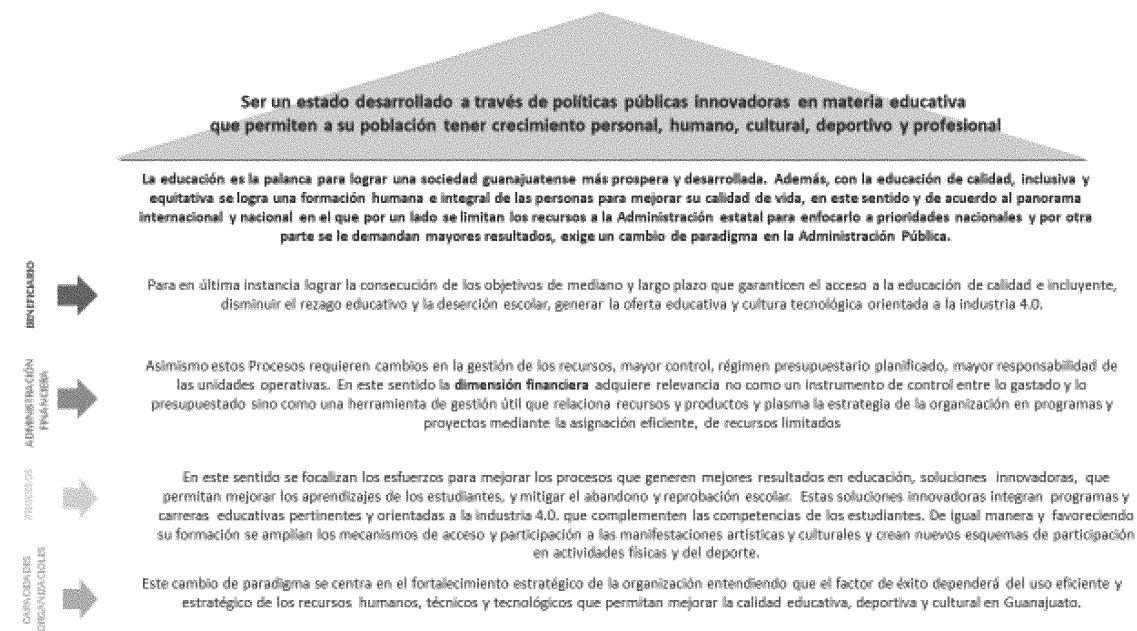 Ser un estado desarrollado a través de políticas públicas innovadoras en materia educativa
que permiten a su población tener crecimiento personal, humano, cultural, deportivo y profesional
La educación es la palanca para lograr una sociedad guanajuatense más prospera y desarrollada. Además, con la educación de calidad, inclusiva y
equitativa se logra una formación humana e integral de las personas para mejorar su calidad de vida, en este sentido y de acuerdo al panorama
internacional y nacional en el que por un lado se limitan los recursos a la Administración estatal para enfocarlo a prioridades nacionales y por otra
parte se le demandan mayores resultados, exige un cambio de paradigma en la Administración Pública.
BENEFICIARIO
Para en última instancia lograr la consecución de los objetivos de mediano y largo plazo que garanticen el acceso a la educación de calidad e incluyente,
disminuir el rezago educativo y la deserción escolar, generar la oferta educativa y cultura tecnológica orientada a la industria 4.0.
ADMINISTRACIÓN
FINANCIERA
Asimismo estos Procesos requieren cambios en la gestión de los recursos, mayor control, régimen presupuestario planificado, mayor responsabilidad de
las unidades operativas. En este sentido la dimensión financiera adquiere relevancia no como un instrumento de control entre lo gastado y lo
presupuestado sino como una herramienta de gestión útil que relaciona recursos y productos y plasma la estrategia de la organización en programas y
proyectos mediante la asignación eficiente, de recursos limitados
PROCESOS
En este sentido se focalizan los esfuerzos para mejorar los procesos que generen mejores resultados en educación, soluciones innovadoras, que
permitan mejorar los aprendizajes de los estudiantes, y mitigar el abandono y reprobación escolar. Estas soluciones innovadoras integran programas y
carreras educativas pertinentes y orientadas a la industria 4.0. que complementen las competencias de los estudiantes. De igual manera y favoreciendo
su formación se amplían los mecanismos de acceso y participación a las manifestaciones artísticas y culturales y crean nuevos esquemas de participación
en actividades físicas y del deporte.
CAPACIDADES
ORGANIZACIOLES
Este cambio de paradigma se centra en el fortalecimiento estratégico de la organización entendiendo que el factor de éxito dependerá del uso eficiente y
estratégico de los recursos humanos, técnicos y tecnológicos que permitan mejorar la calidad educativa, deportiva y cultural en Guanajuato.